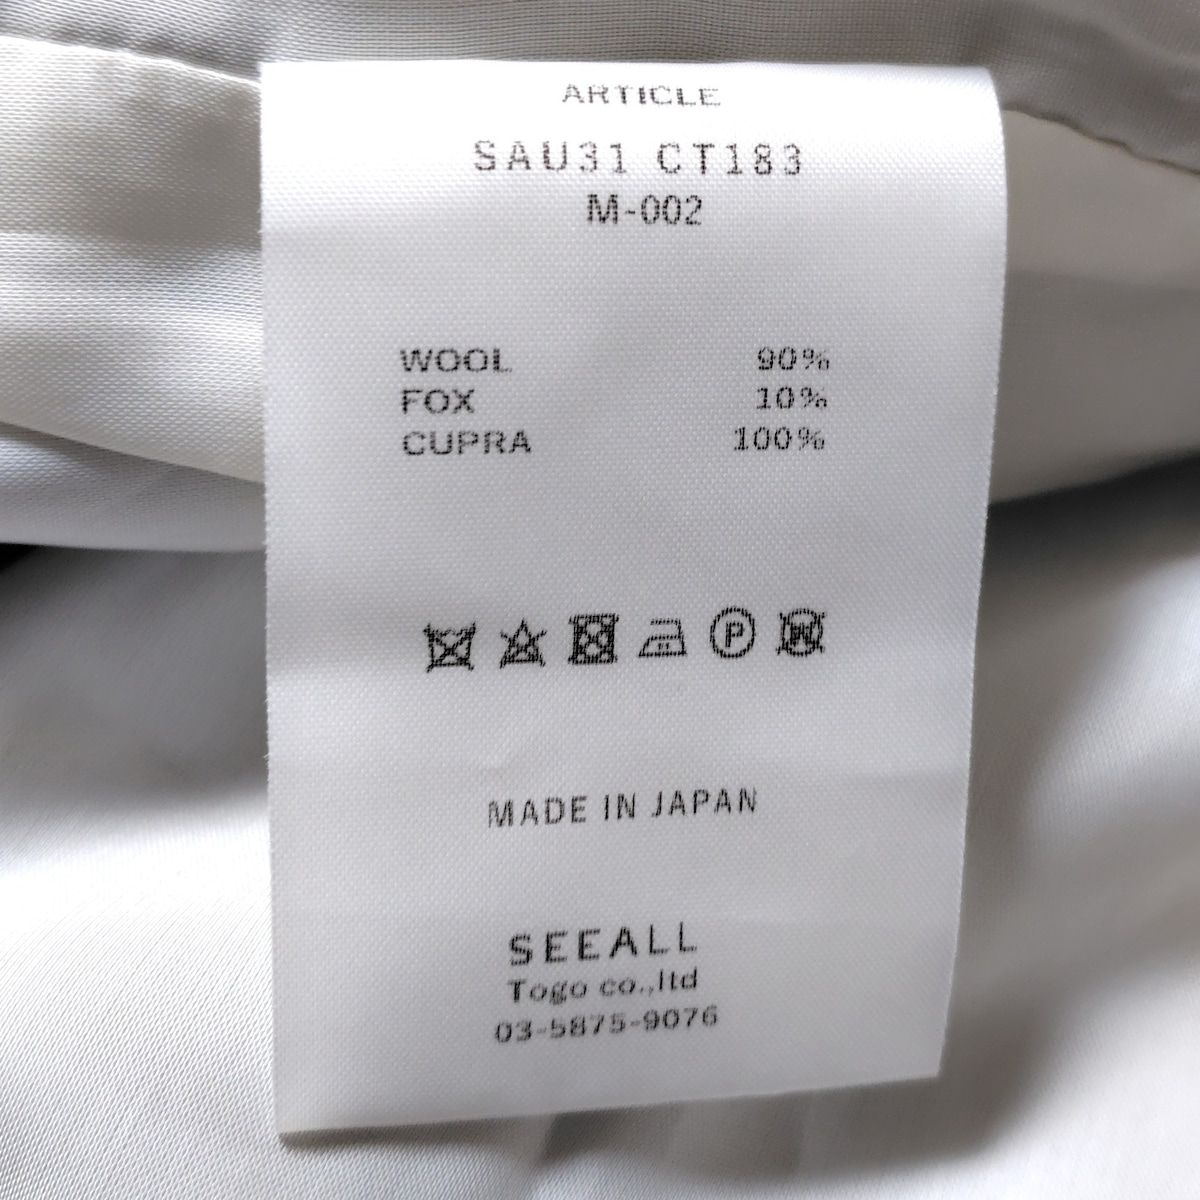 ARTICLE
SAU31 CT183
M-002
WOOL 90%
FOX 10%
CUPRA 100%
P W
MADE IN JAPAN
SEEALL
Togo co.,ltd
03-5875-9076